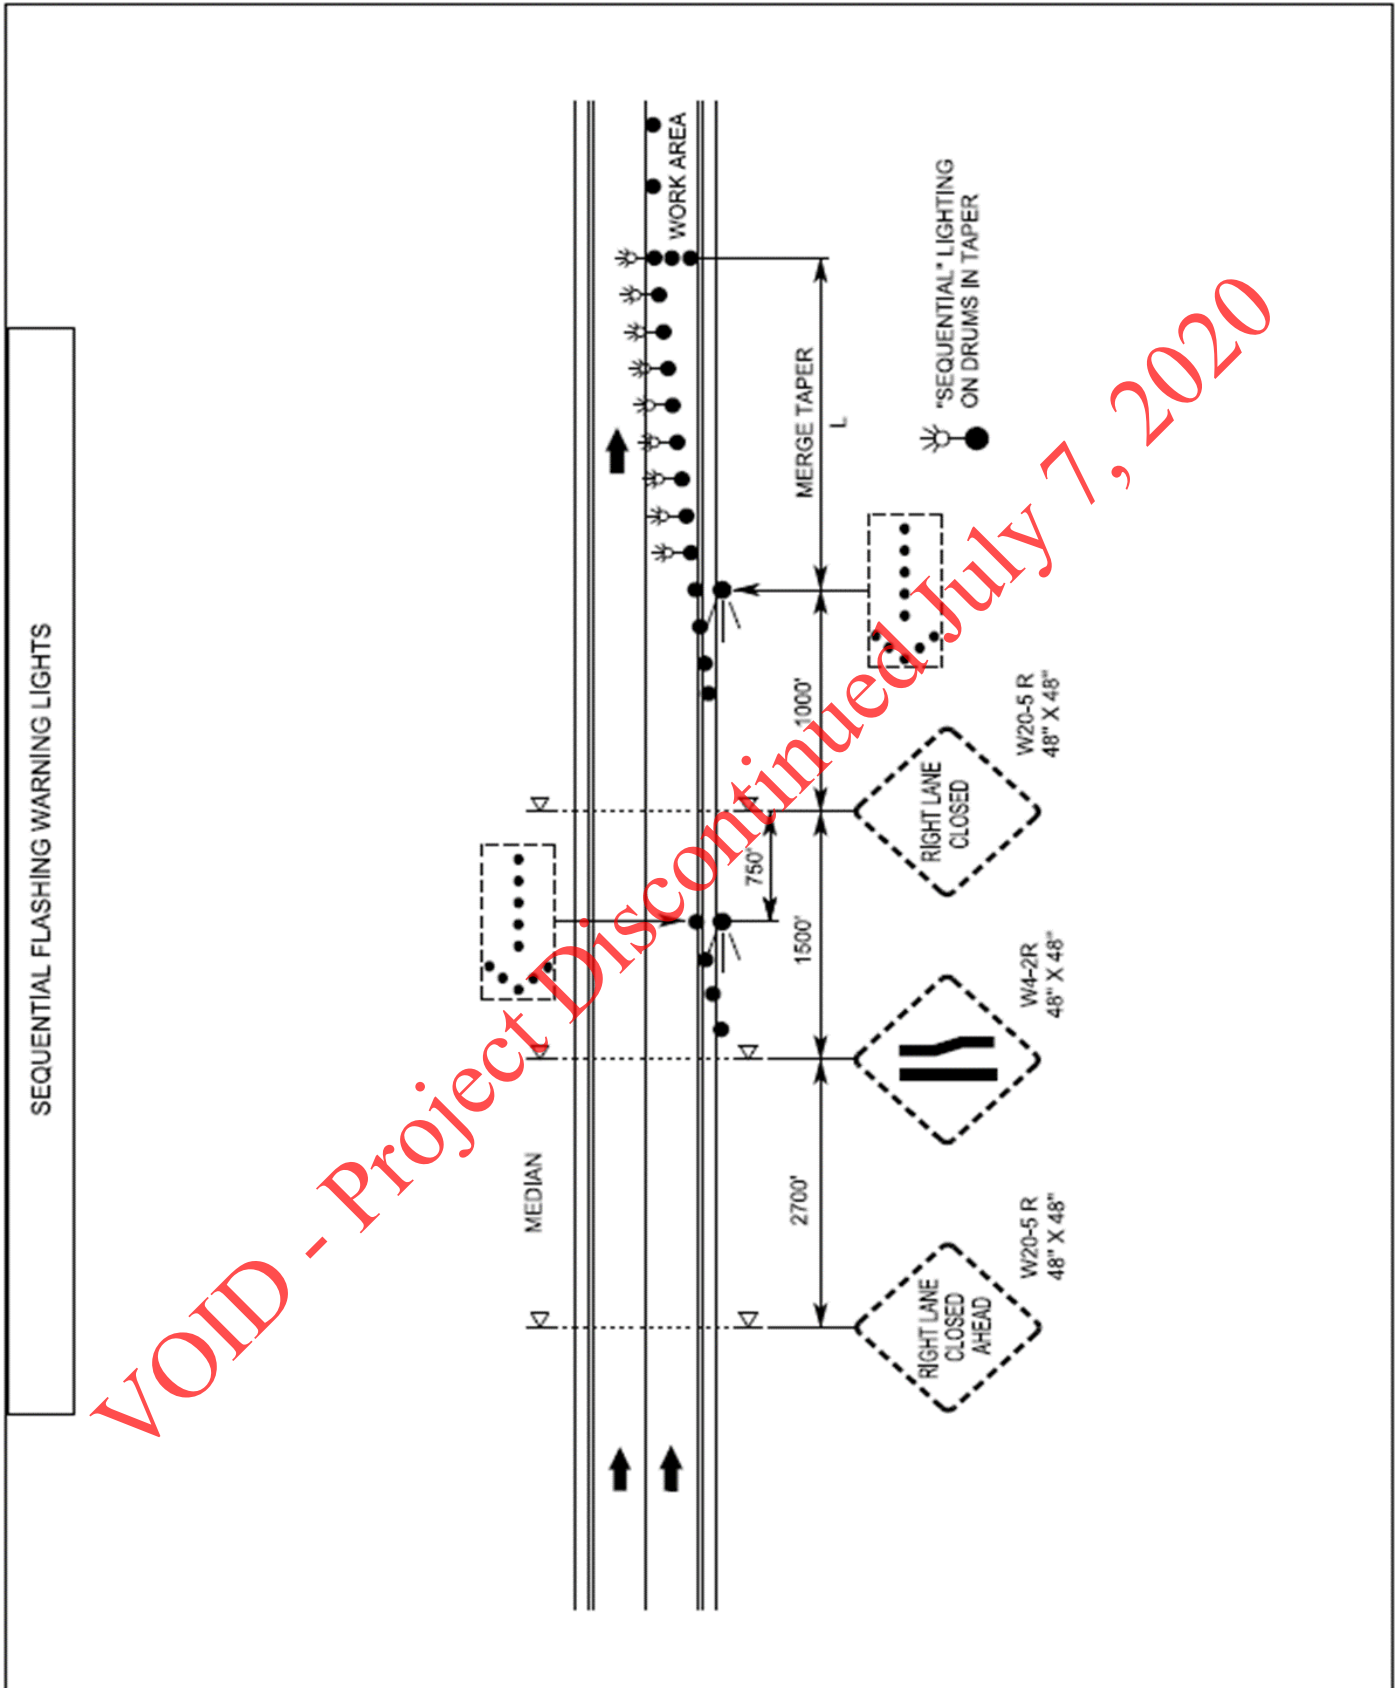 SEQUENTIAL FLASHING WARNING LIGHTS
MEDIAN
WORK AREA
MERGE TAPER
L
1000'
750'
1500'
2700'
"SEQUENTIAL" LIGHTING
ON DRUMS IN TAPER
RIGHT LANE
CLOSED
W20-5 R
48" X 48"
W4-2R
48" X 48"
RIGHT LANE
CLOSED
AHEAD
W20-5 R
48" X 48"
VOID - Project Discontinued July 7, 2020